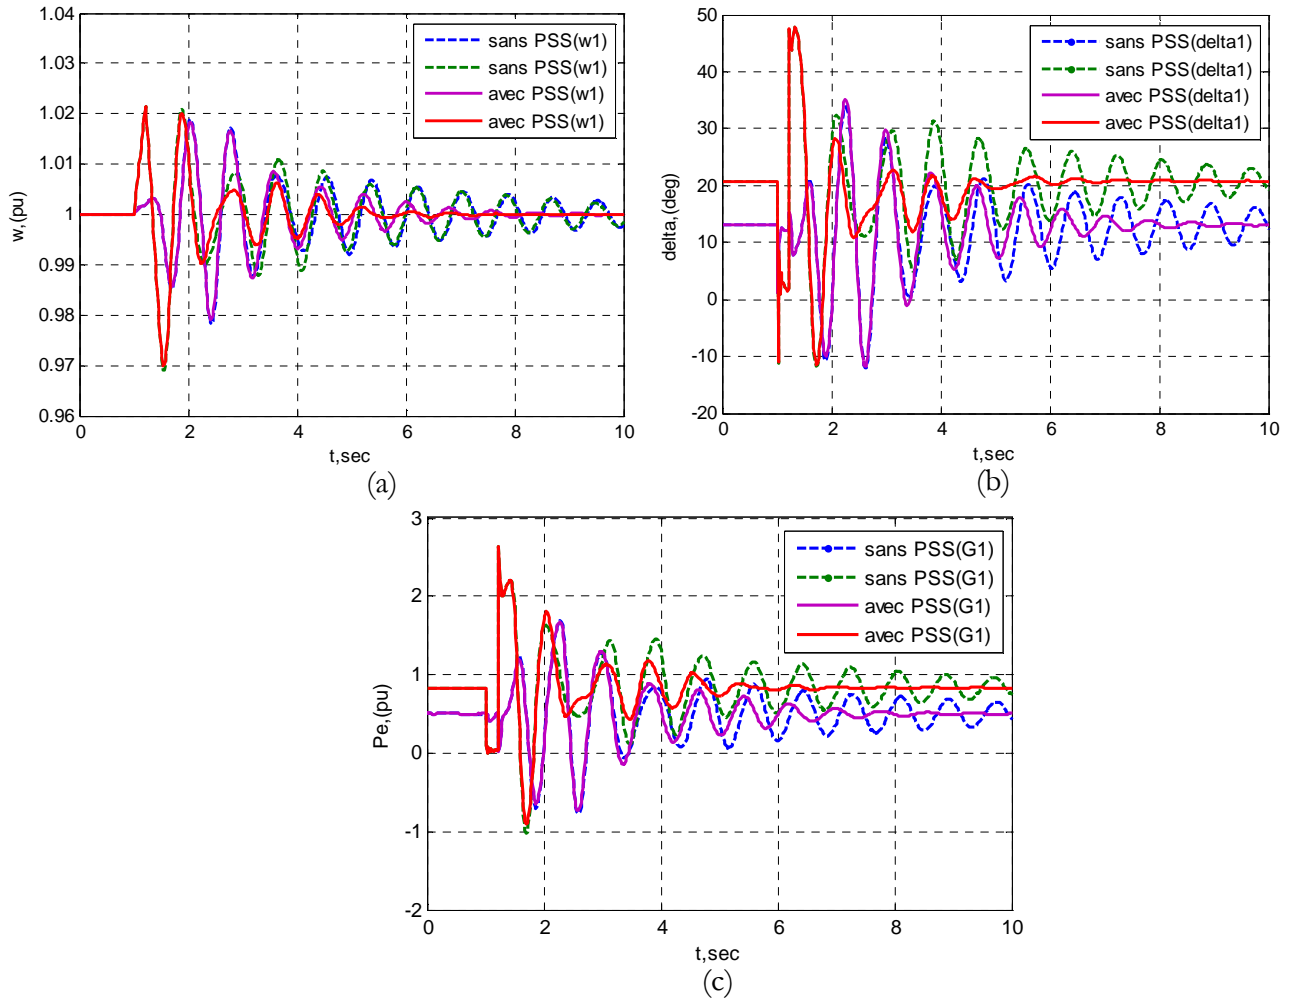 1.04
1.03
1.02
1.01
1
0.99
0.98
0.97
0.96
w,(pu)
sans PSS(w1)
sans PSS(w1)
avec PSS(w1)
avec PSS(w1)
0 2 4 6 8 10
t,sec
(a)
50
40
30
20
10
0
-10
-20
delta,(deg)
sans PSS(delta1)
sans PSS(delta1)
avec PSS(delta1)
avec PSS(delta1)
0 2 4 6 8 10
t,sec
(b)
3
2
1
0
-1
-2
Pe,(pu)
sans PSS(G1)
sans PSS(G1)
avec PSS(G1)
avec PSS(G1)
0 2 4 6 8 10
t,sec
(c)